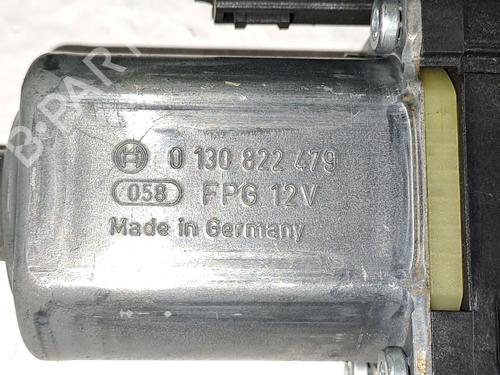 B-PARTS
0 130 822 479
058 FPG 12V
Made in Germany